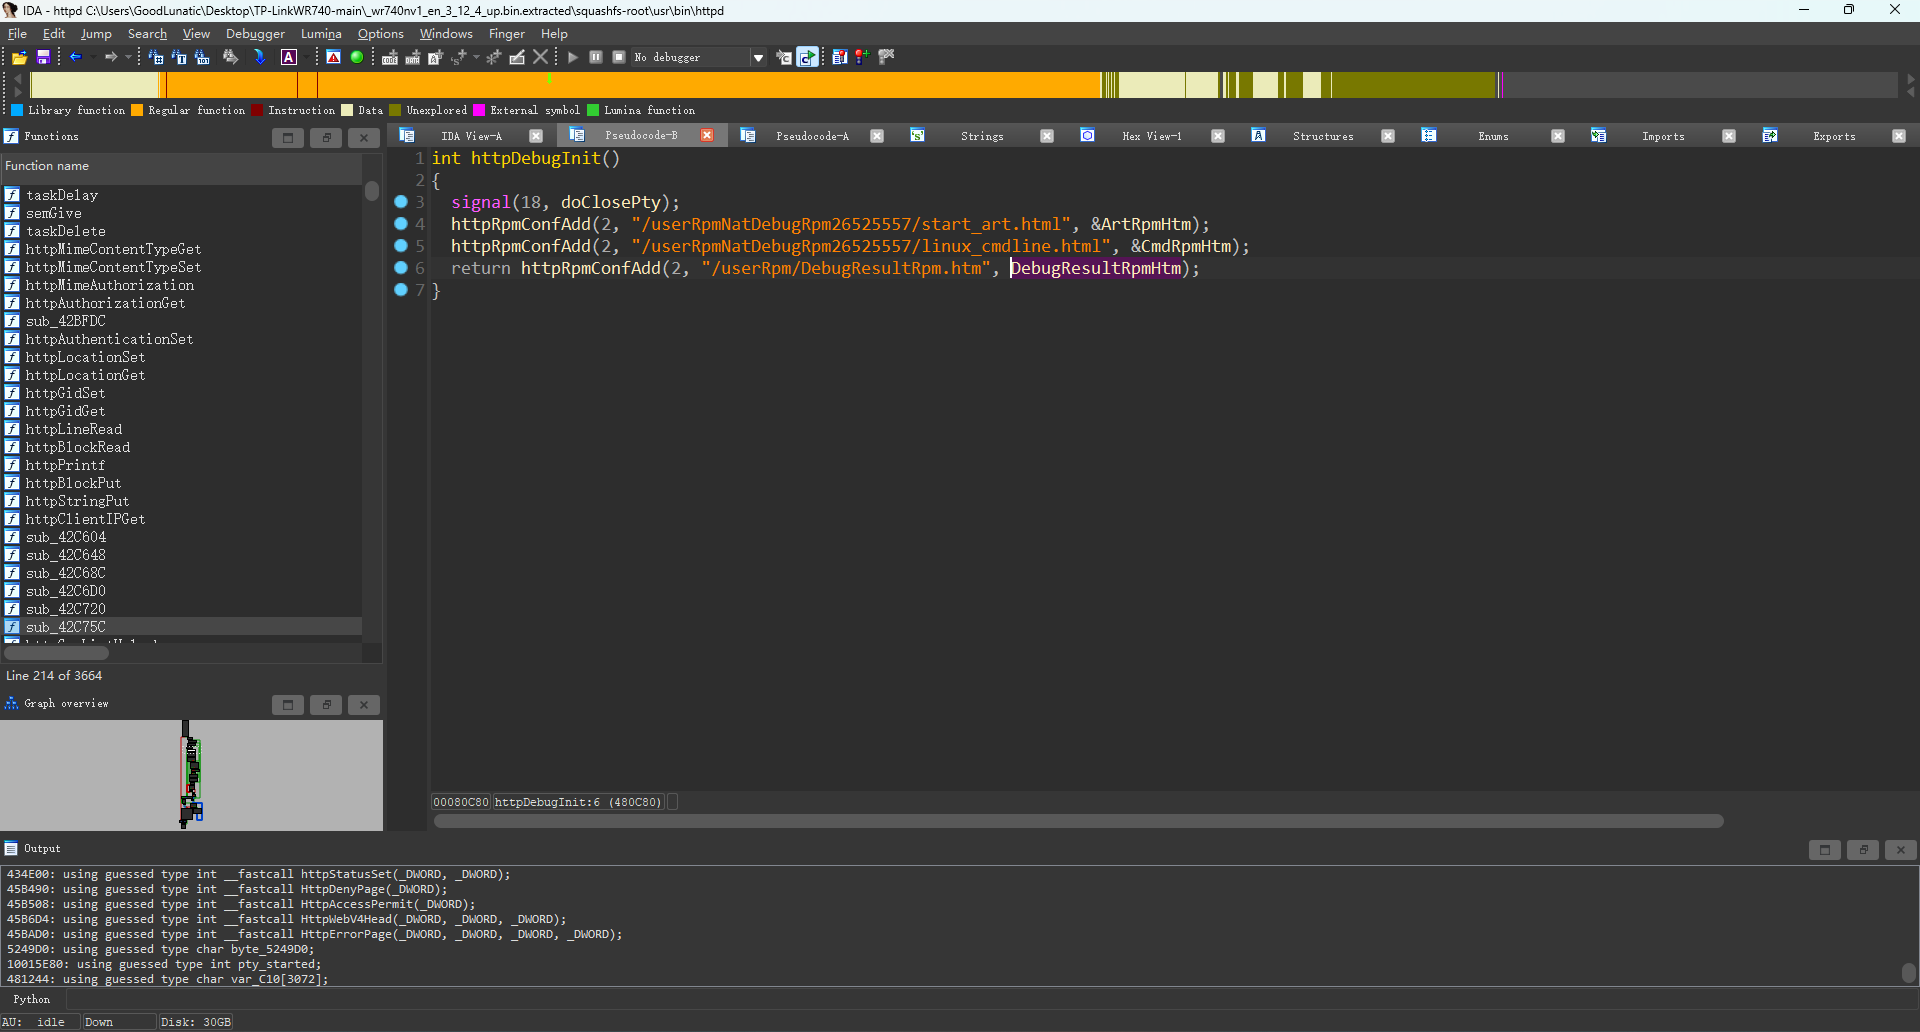 IDA - httpd C:\Users\GoodLunatic\Desktop\TP-LinkWR740-main\_wr740nv1_en_3_12_4_up.bin.extracted\squashfs-root\usr\bin\httpd
File Edit Jump Search View Debugger Lumina Options Windows Finger Help
No debugger
Library function Regular function Instruction Data Unexplored External symbol Lumina function
Functions
IDA View-A Pseudocode-B Pseudocode-A Strings Hex View-1 Structures Enums Imports Exports
Function name
taskDelay
semGive
taskDelete
httpMimeContentTypeGet
httpMimeContentTypeSet
httpMimeAuthorization
httpAuthorizationGet
sub_42BFDC
httpAuthenticationSet
httpLocationSet
httpLocationGet
httpGidSet
httpGidGet
httpLineRead
httpBlockRead
httpPrintf
httpBlockPut
httpStringPut
httpClientIPGet
sub_42C604
sub_42C648
sub_42C68C
sub_42C6D0
sub_42C720
sub_42C75C
Line 214 of 3664
Graph overview
1 int httpDebugInit()
2 {
3 signal(18, doClosePty);
4 httpRpmConfAdd(2, "/userRpmNatDebugRpm26525557/start_art.html", &ArtRpmHtm);
5 httpRpmConfAdd(2, "/userRpmNatDebugRpm26525557/linux_cmdline.html", &CmdRpmHtm);
6 return httpRpmConfAdd(2, "/userRpm/DebugResultRpm.htm", DebugResultRpmHtm);
7 }
00080C80 httpDebugInit:6 (480C80)
Output
434E00: using guessed type int __fastcall httpStatusSet(_DWORD, _DWORD);
45B490: using guessed type int __fastcall HttpDenyPage(_DWORD);
45B508: using guessed type int __fastcall HttpAccessPermit(_DWORD);
45B6D4: using guessed type int __fastcall HttpWebV4Head(_DWORD, _DWORD, _DWORD);
45BAD0: using guessed type int __fastcall HttpErrorPage(_DWORD, _DWORD, _DWORD, _DWORD);
5249D0: using guessed type char byte_5249D0;
10015E80: using guessed type int pty_started;
481244: using guessed type char var_C10[3072];
Python
AU: idle Down Disk: 30GB